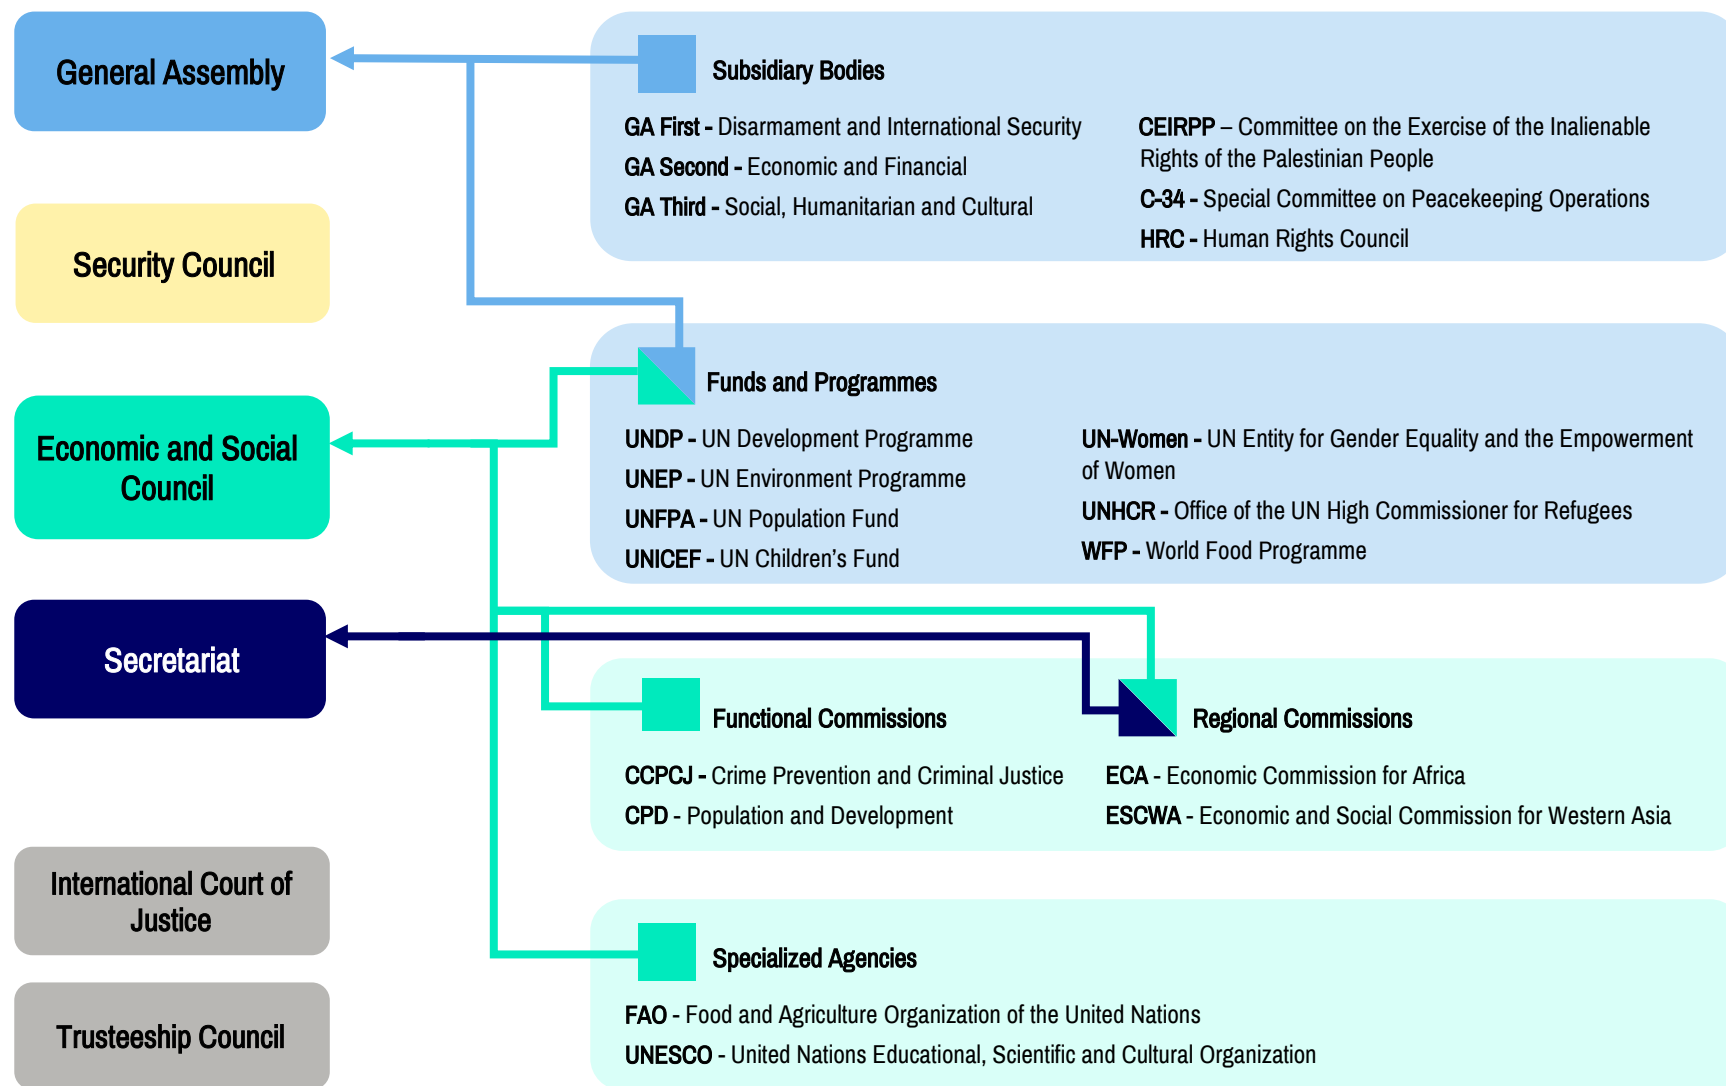 General Assembly
Security Council
Economic and Social
Council
Secretariat
International Court of
Justice
Trusteeship Council
Subsidiary Bodies
GA First - Disarmament and International Security
GA Second - Economic and Financial
GA Third - Social, Humanitarian and Cultural
CEIRPP – Committee on the Exercise of the Inalienable
Rights of the Palestinian People
C-34 - Special Committee on Peacekeeping Operations
HRC - Human Rights Council
Funds and Programmes
UNDP - UN Development Programme
UNEP - UN Environment Programme
UNFPA - UN Population Fund
UNICEF - UN Children’s Fund
UN-Women - UN Entity for Gender Equality and the Empowerment
of Women
UNHCR - Office of the UN High Commissioner for Refugees
WFP - World Food Programme
Functional Commissions
CCPCJ - Crime Prevention and Criminal Justice
CPD - Population and Development
Regional Commissions
ECA - Economic Commission for Africa
ESCWA - Economic and Social Commission for Western Asia
Specialized Agencies
FAO - Food and Agriculture Organization of the United Nations
UNESCO - United Nations Educational, Scientific and Cultural Organization